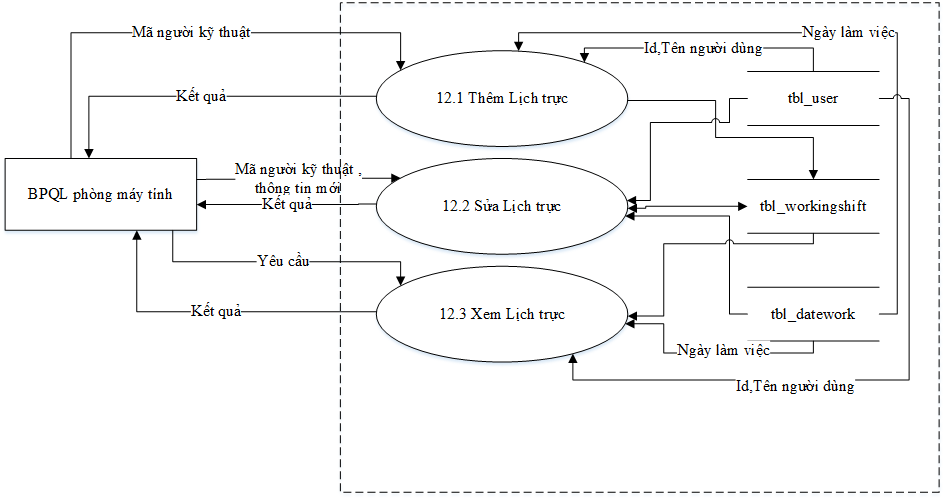 Mã người kỹ thuật
Ngày làm việc
Id,Tên người dùng
Kết quả
12.1 Thêm Lịch trực
tbl_user
Mã người kỹ thuật ,
thông tin mới
BPQL phòng máy tính
Kết quả
12.2 Sửa Lịch trực
tbl_workingshift
Yêu cầu
Kết quả
12.3 Xem Lịch trực
tbl_datework
Ngày làm việc
Id,Tên người dùng